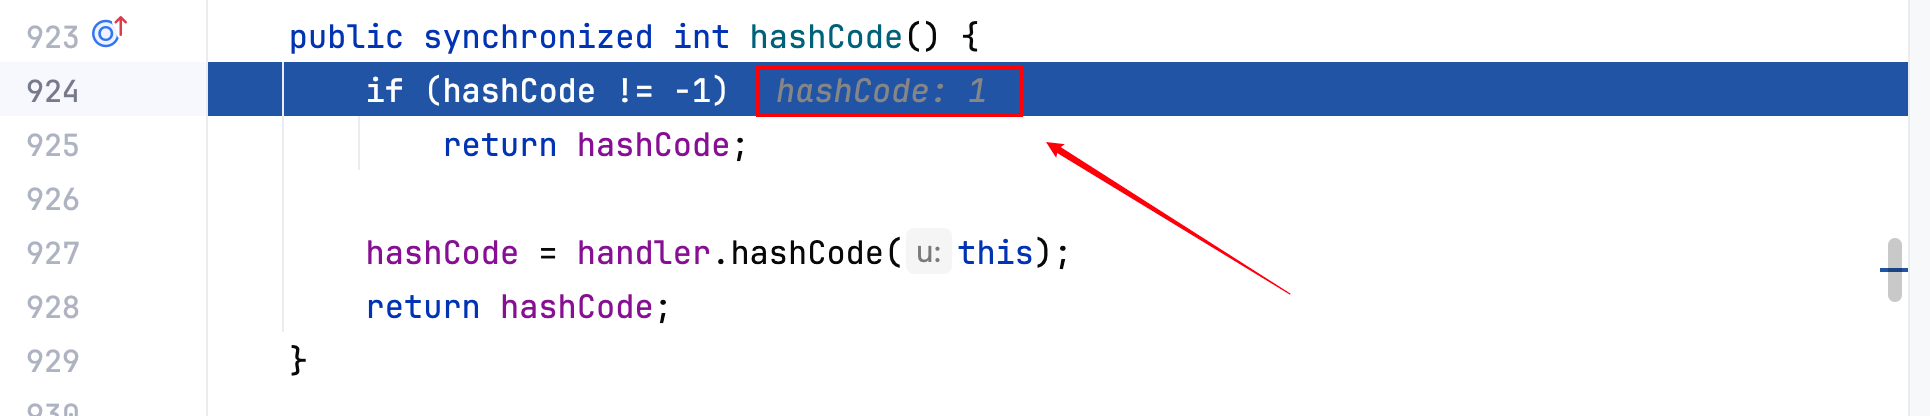 923 public synchronized int hashCode() {
924 if (hashCode != -1) hashCode: 1
925 return hashCode;
926
927 hashCode = handler.hashCode( u: this);
928 return hashCode;
929 }
930